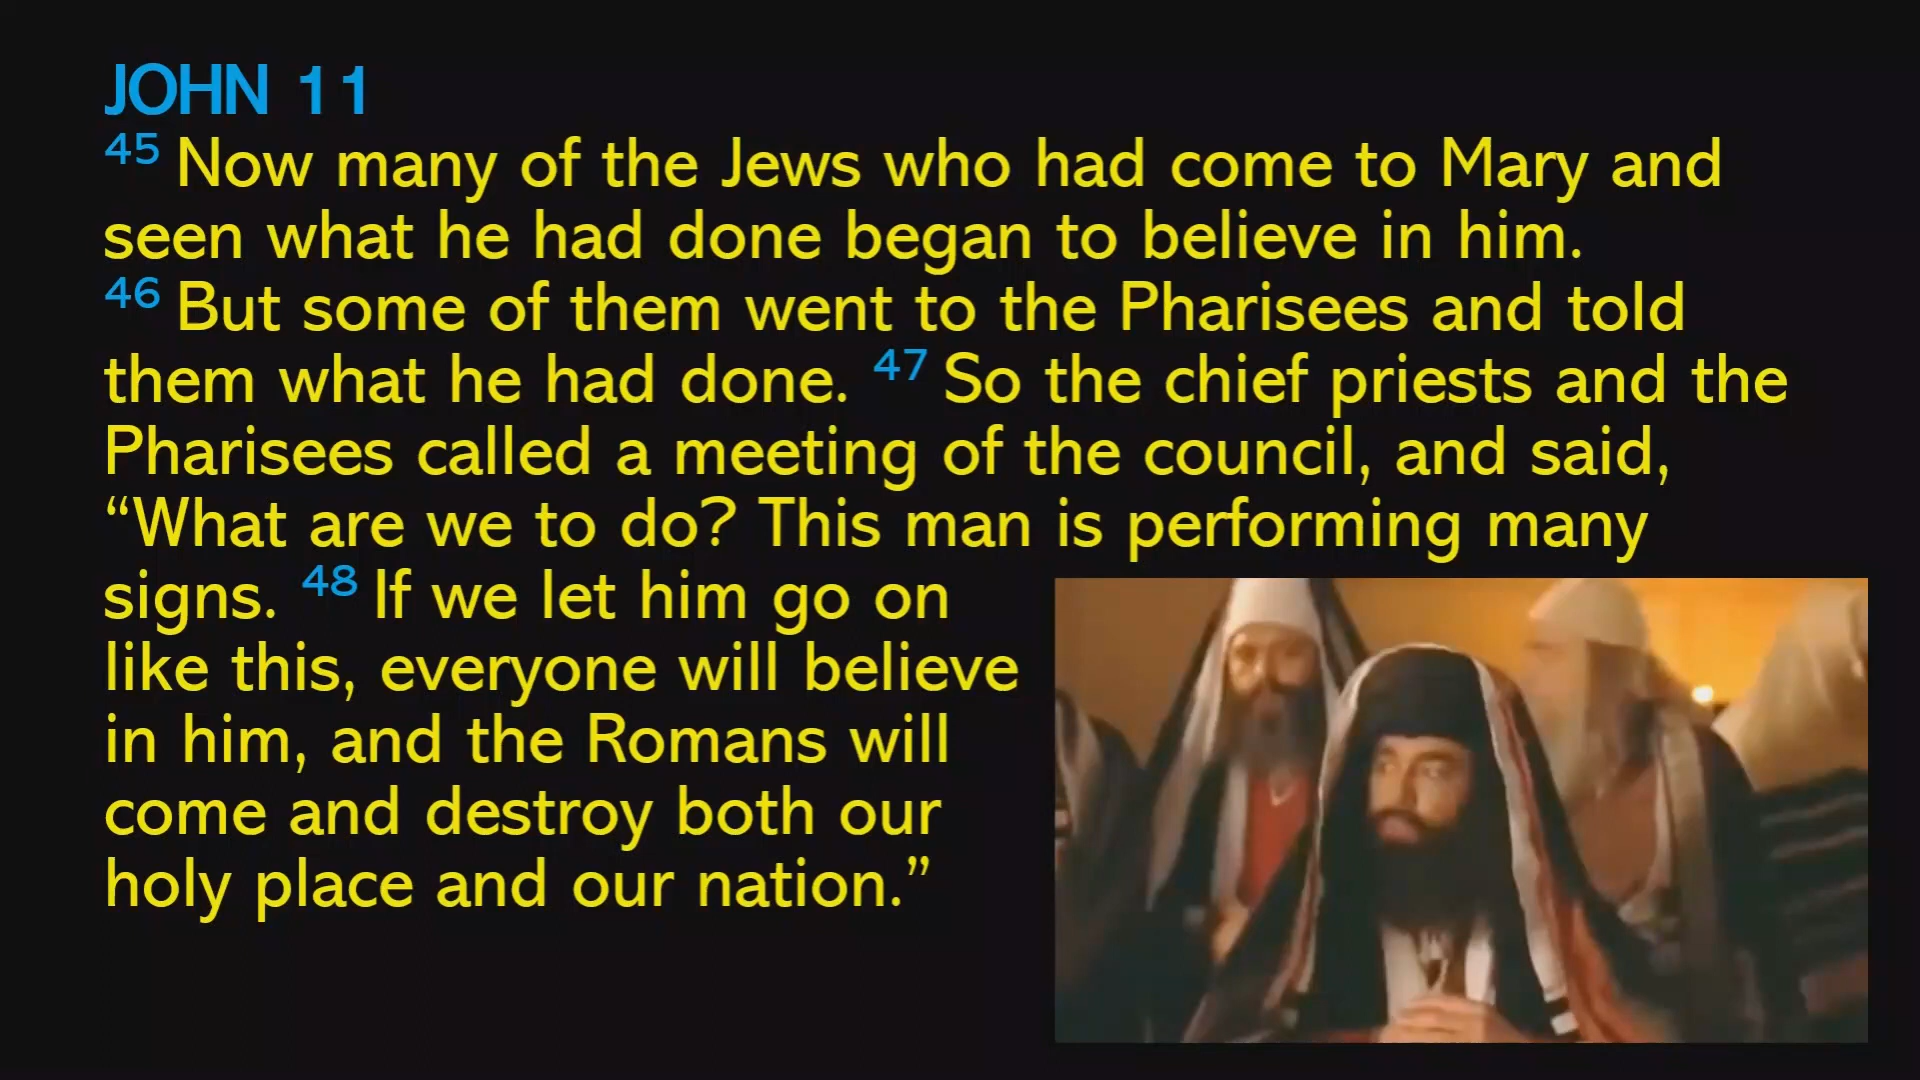 JOHN 11
45 Now many of the Jews who had come to Mary and
seen what he had done began to believe in him.
46 But some of them went to the Pharisees and told
them what he had done. 47 So the chief priests and the
Pharisees called a meeting of the council, and said,
“What are we to do? This man is performing many
signs. 48 If we let him go on
like this, everyone will believe
in him, and the Romans will
come and destroy both our
holy place and our nation.”